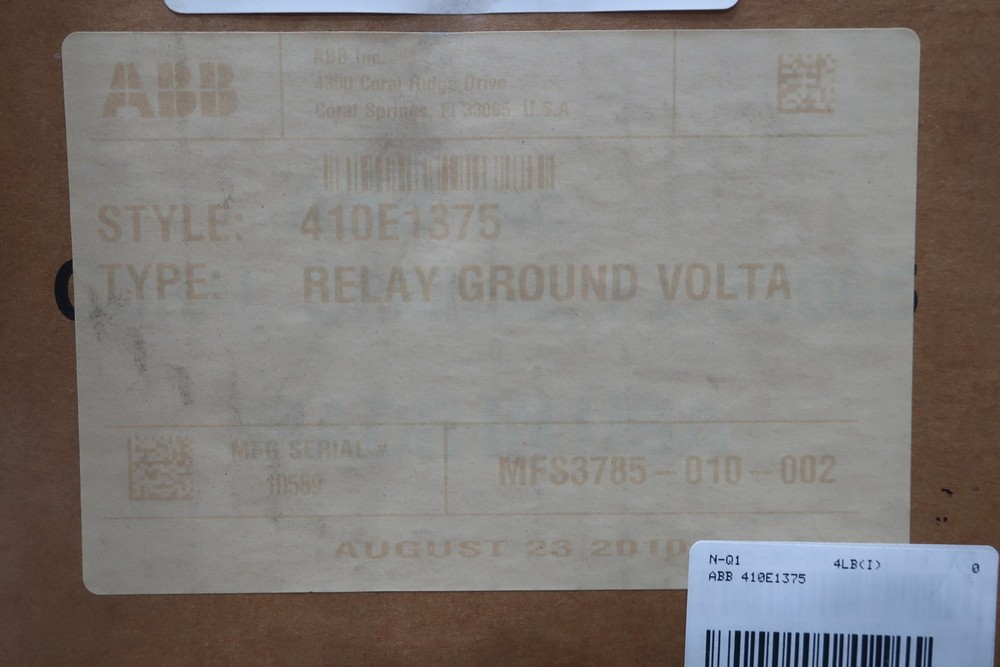 ABB
ABB Inc.
4300 Coral Ridge Drive
Coral Springs, Fl 33065 U.S.A.
STYLE: 410E1375
TYPE: RELAY GROUND VOLTA
MFG SERIAL #
10589
MFS3785-010-002
AUGUST 23 2010
N-Q1 4LB(I) 0
ABB 410E1375